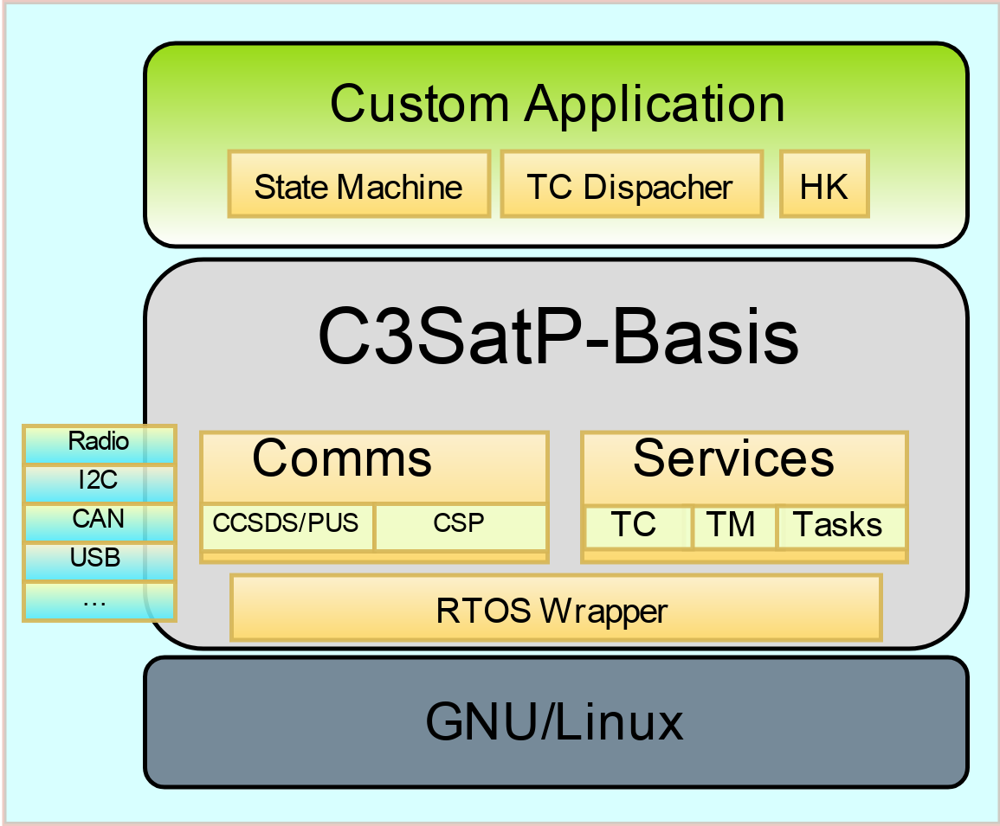 Custom Application
State Machine
TC Dispacher
HK
C3SatP-Basis
Radio
I2C
CAN
USB
...
Comms
CCSDS/PUS
CSP
Services
TC
TM
Tasks
RTOS Wrapper
GNU/Linux